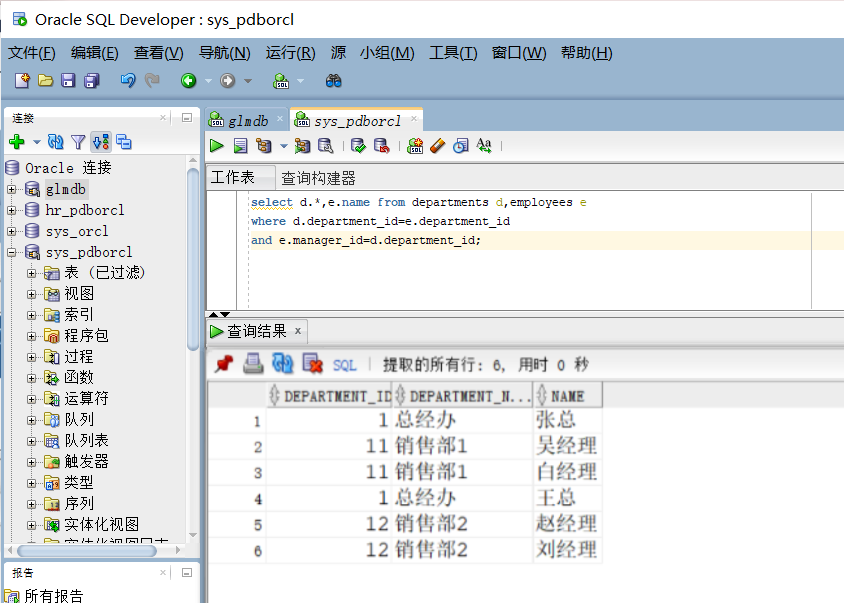 Oracle SQL Developer : sys_pdborcl
文件(F) 编辑(E) 查看(V) 导航(N) 运行(R) 源 小组(M) 工具(T) 窗口(W) 帮助(H)
连接
Oracle 连接
glmdb
hr_pdborcl
sys_orcl
sys_pdborcl
表 (已过滤)
视图
索引
程序包
过程
函数
运算符
队列
队列表
触发器
类型
序列
实体化视图
实体化视图日志
报告
所有报告
glmdb sys_pdborcl
工作表 查询构建器
select d.*,e.name from departments d,employees e
where d.department_id=e.department_id
and e.manager_id=d.department_id;
查询结果
SQL 提取的所有行: 6, 用时 0 秒
DEPARTMENT_ID DEPARTMENT_N... NAME
1 1 总经办 张总
2 11 销售部1 吴经理
3 11 销售部1 白经理
4 1 总经办 王总
5 12 销售部2 赵经理
6 12 销售部2 刘经理